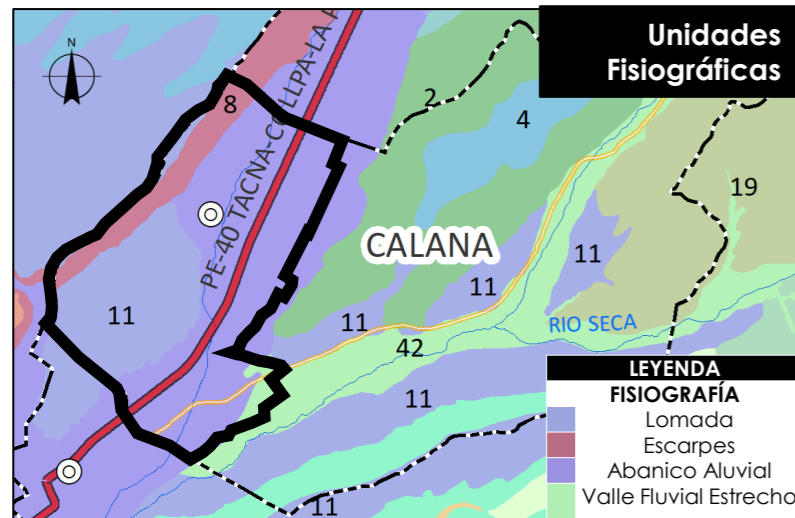 Unidades
Fisiográficas
N
8
2
4
19
PE-40 TACNA-COLLPA-LA
CALANA
11
11
11
11
RIO SECA
42
11
11
LEYENDA
FISIOGRAFÍA
Lomada
Escarpes
Abanico Aluvial
Valle Fluvial Estrecho